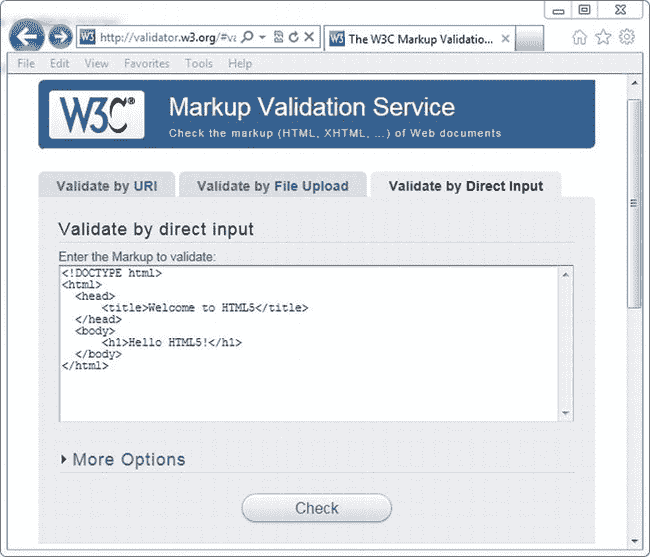 http://validator.w3.org/#va
The W3C Markup Validatio...
File Edit View Favorites Tools Help
W3C®
Markup Validation Service
Check the markup (HTML, XHTML, ...) of Web documents
Validate by URI
Validate by File Upload
Validate by Direct Input
Validate by direct input
Enter the Markup to validate:
<!DOCTYPE html>
<html>
<head>
<title>Welcome to HTML5</title>
</head>
<body>
<h1>Hello HTML5!</h1>
</body>
</html>
More Options
Check